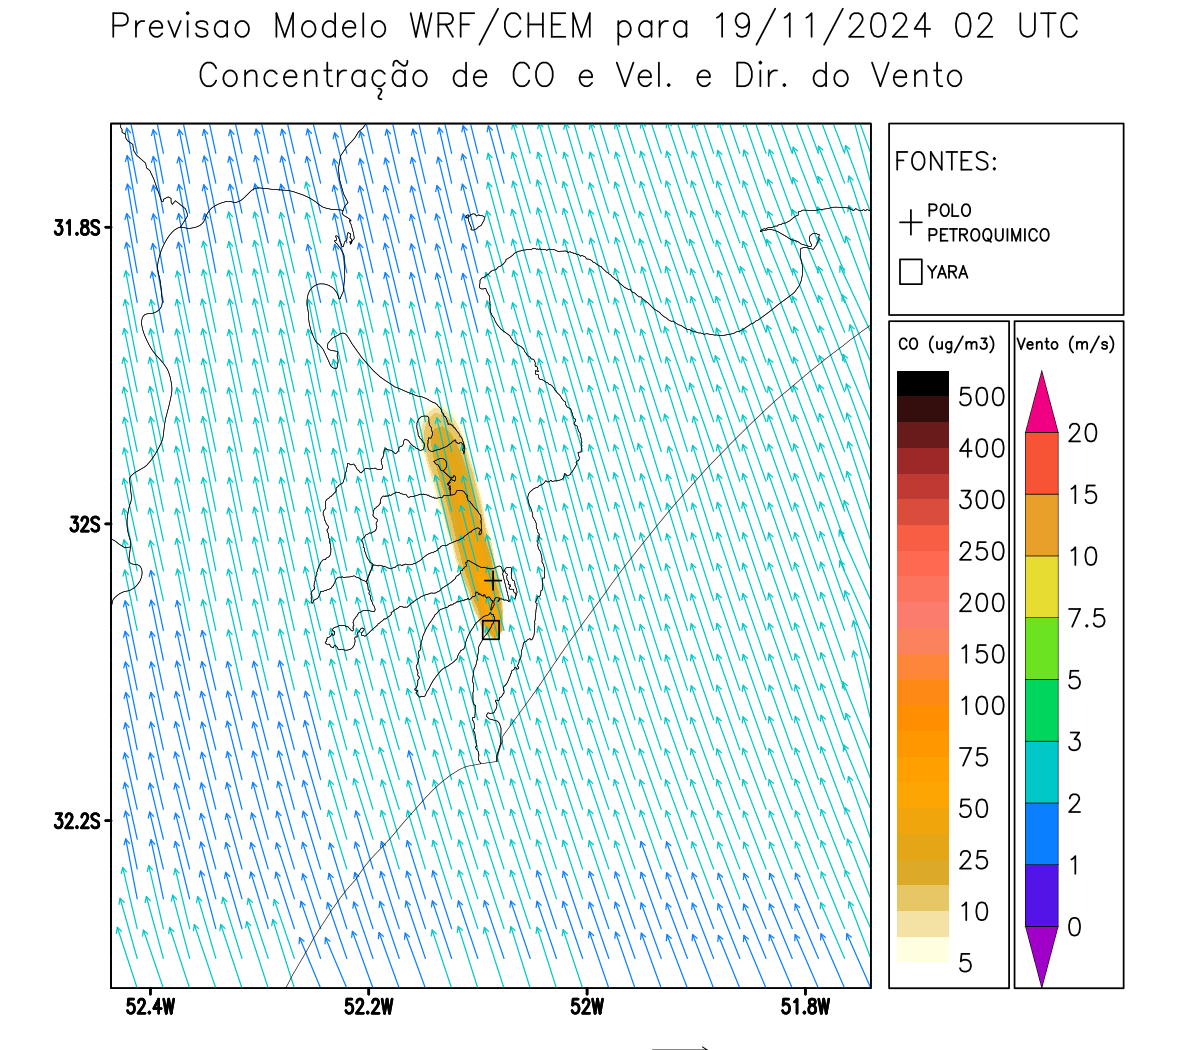 Previsao Modelo WRF/CHEM para 19/11/2024 02 UTC
Concentração de CO e Vel. e Dir. do Vento
FONTES:
POLO
PETROQUIMICO
YARA
CO (ug/m3)
500
400
300
250
200
150
100
75
50
25
10
5
Vento (m/s)
20
15
10
7.5
5
3
2
1
0
31.8S
32S
32.2S
52.4W
52.2W
52W
51.8W